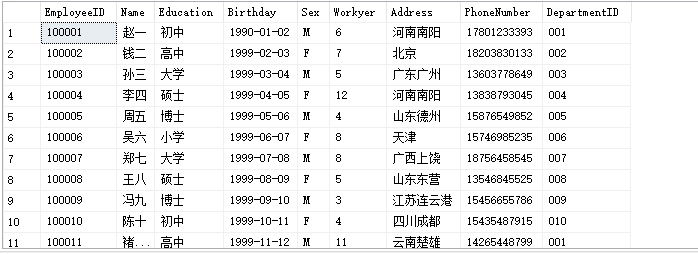 EmployeeID Name Education Birthday Sex Workyer Address PhoneNumber DepartmentID
1 100001 赵一 初中 1990-01-02 M 6 河南南阳 17801233393 001
2 100002 钱二 高中 1999-02-03 F 7 北京 18203830133 002
3 100003 孙三 大学 1999-03-04 M 5 广东广州 13603778649 003
4 100004 李四 硕士 1999-04-05 F 12 河南南阳 13838793045 004
5 100005 周五 博士 1999-05-06 M 4 山东德州 15876549852 005
6 100006 吴六 小学 1999-06-07 F 8 天津 15746985235 006
7 100007 郑七 大学 1999-07-08 M 8 广西上饶 18756458545 007
8 100008 王八 硕士 1999-08-09 F 5 山东东营 13546845525 008
9 100009 冯九 博士 1999-09-10 M 3 江苏连云港 15456655786 009
10 100010 陈十 初中 1999-10-11 F 4 四川成都 15435487915 010
11 100011 褚... 高中 1999-11-12 M 11 云南楚雄 14265448799 001